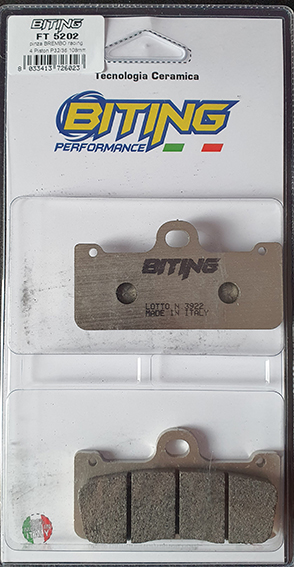 BITING
FT 5202
pinza BREMBO racing
4 Piston P32/36 108mm
8 033413 726023
Tecnologia Ceramica
BITING
PERFORMANCE
BITING
LOTTO N 3922
MADE IN ITALY